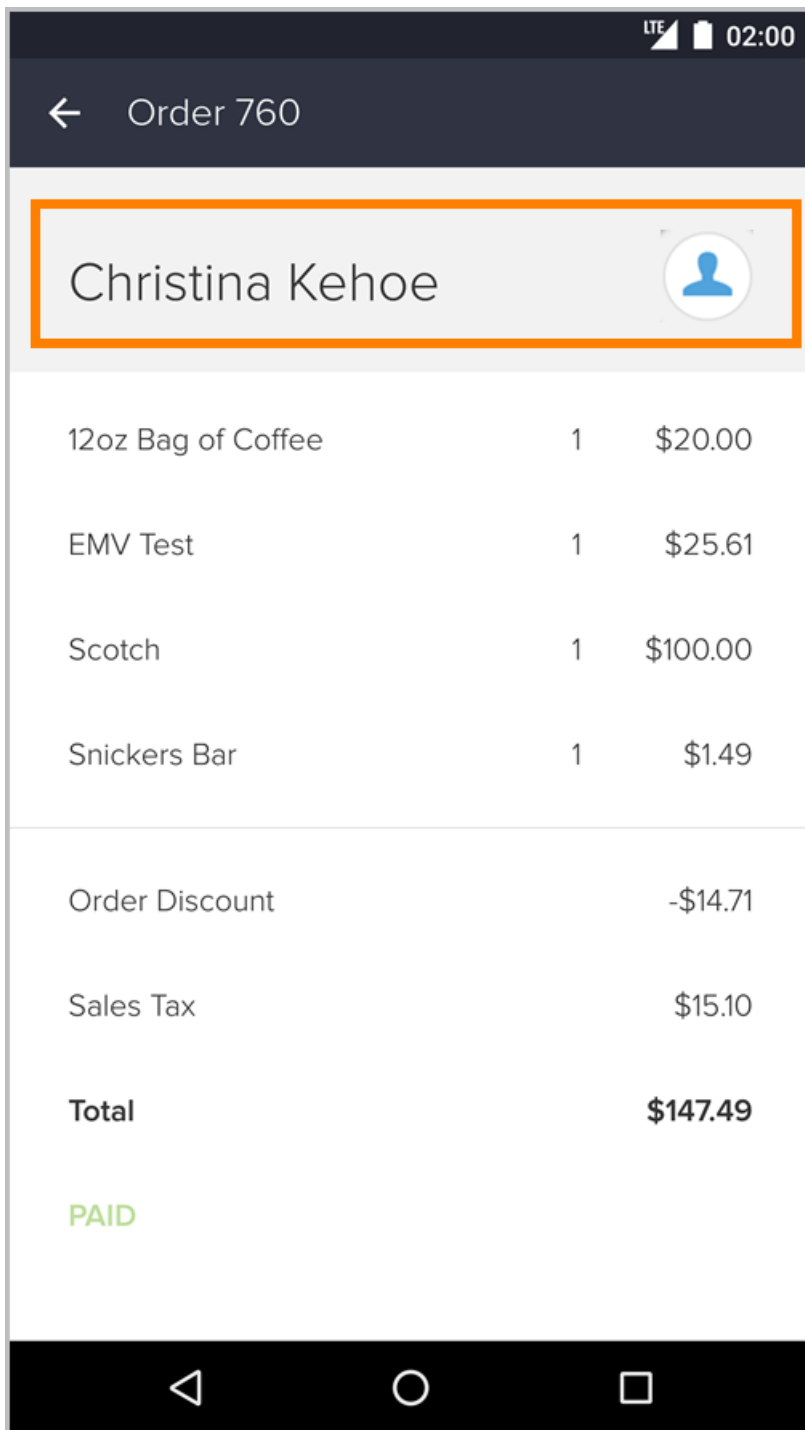 LTE 02:00
Order 760
Christina Kehoe
12oz Bag of Coffee 1 $20.00
EMV Test 1 $25.61
Scotch 1 $100.00
Snickers Bar 1 $1.49
Order Discount -$14.71
Sales Tax $15.10
Total $147.49
PAID